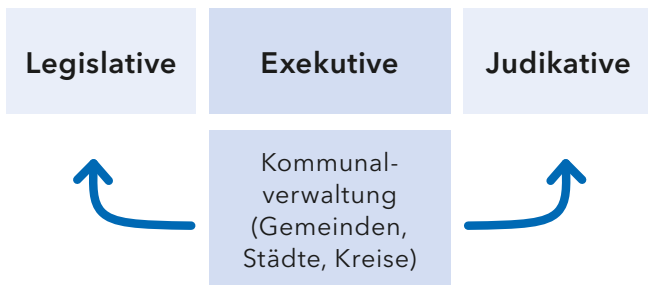 Legislative
Exekutive
Judikative
Kommunal-
verwaltung
(Gemeinden,
Städte, Kreise)